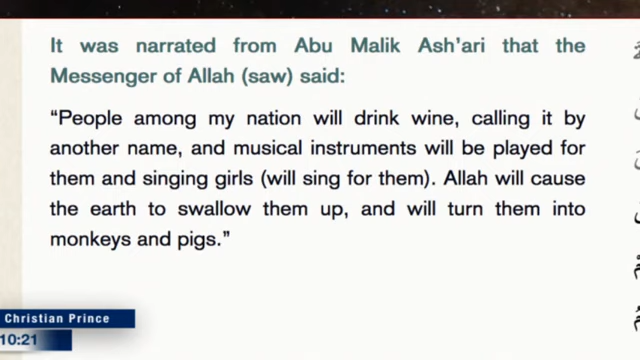 It was narrated from Abu Malik Ash'ari that the
Messenger of Allah (saw) said:
“People among my nation will drink wine, calling it by
another name, and musical instruments will be played for
them and singing girls (will sing for them). Allah will cause
the earth to swallow them up, and will turn them into
monkeys and pigs.”
Christian Prince
10:21